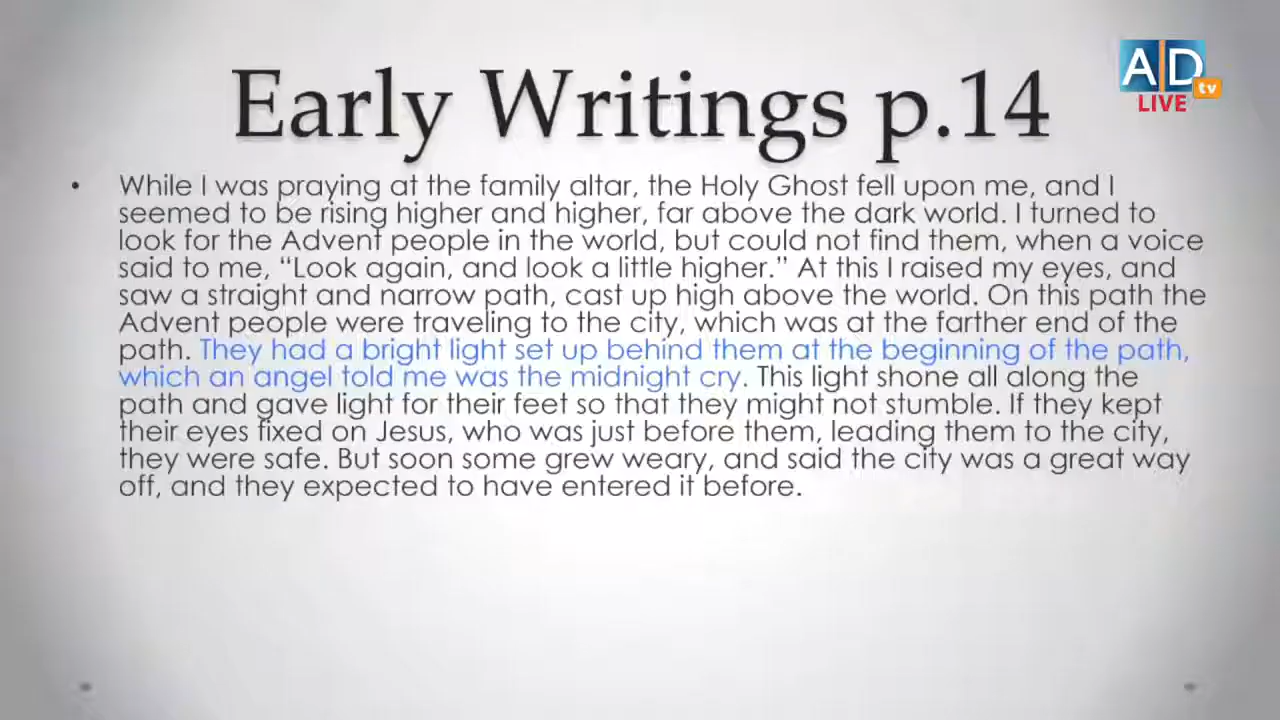 Early Writings p.14
AD
tv
LIVE
• While I was praying at the family altar, the Holy Ghost fell upon me, and I
seemed to be rising higher and higher, far above the dark world. I turned to
look for the Advent people in the world, but could not find them, when a voice
said to me, “Look again, and look a little higher.” At this I raised my eyes, and
saw a straight and narrow path, cast up high above the world. On this path the
Advent people were traveling to the city, which was at the farther end of the
path. They had a bright light set up behind them at the beginning of the path,
which an angel told me was the midnight cry. This light shone all along the
path and gave light for their feet so that they might not stumble. If they kept
their eyes fixed on Jesus, who was just before them, leading them to the city,
they were safe. But soon some grew weary, and said the city was a great way
off, and they expected to have entered it before.